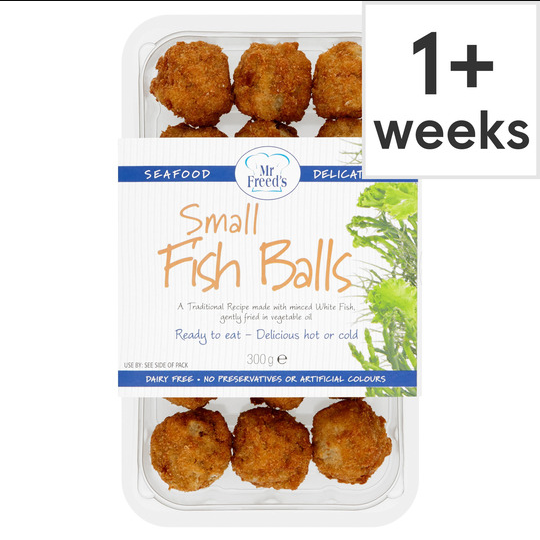 1+
weeks
SEAFOOD
Mr
Freed's
DELICAT
Small
Fish Balls
A Traditional Recipe made with minced White Fish,
gently fried in vegetable oil
Ready to eat – Delicious hot or cold
300g e
USE BY: SEE SIDE OF PACK
DAIRY FREE • NO PRESERVATIVES OR ARTIFICIAL COLOURS